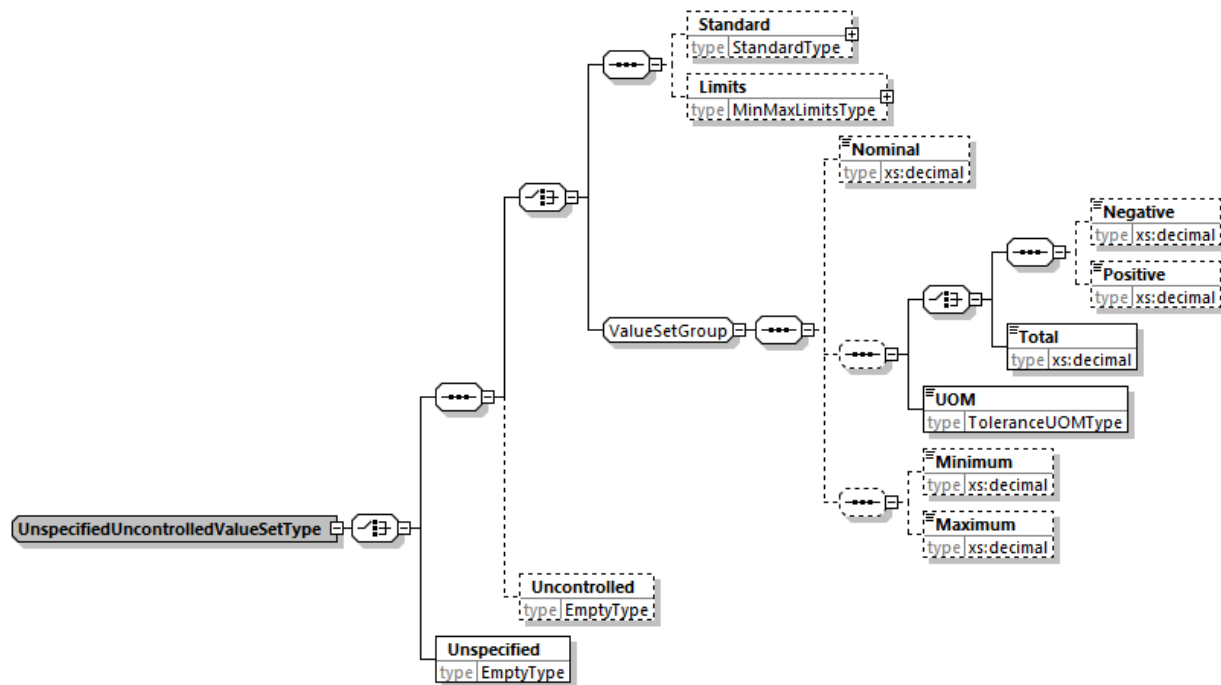 Standard
type StandardType
Limits
type MinMaxLimitsType
Nominal
type xs:decimal
Negative
type xs:decimal
Positive
type xs:decimal
ValueSetGroup
Total
type xs:decimal
UOM
type ToleranceUOMType
Minimum
type xs:decimal
Maximum
type xs:decimal
UnspecifiedUncontrolledValueSetType
Uncontrolled
type EmptyType
Unspecified
type EmptyType